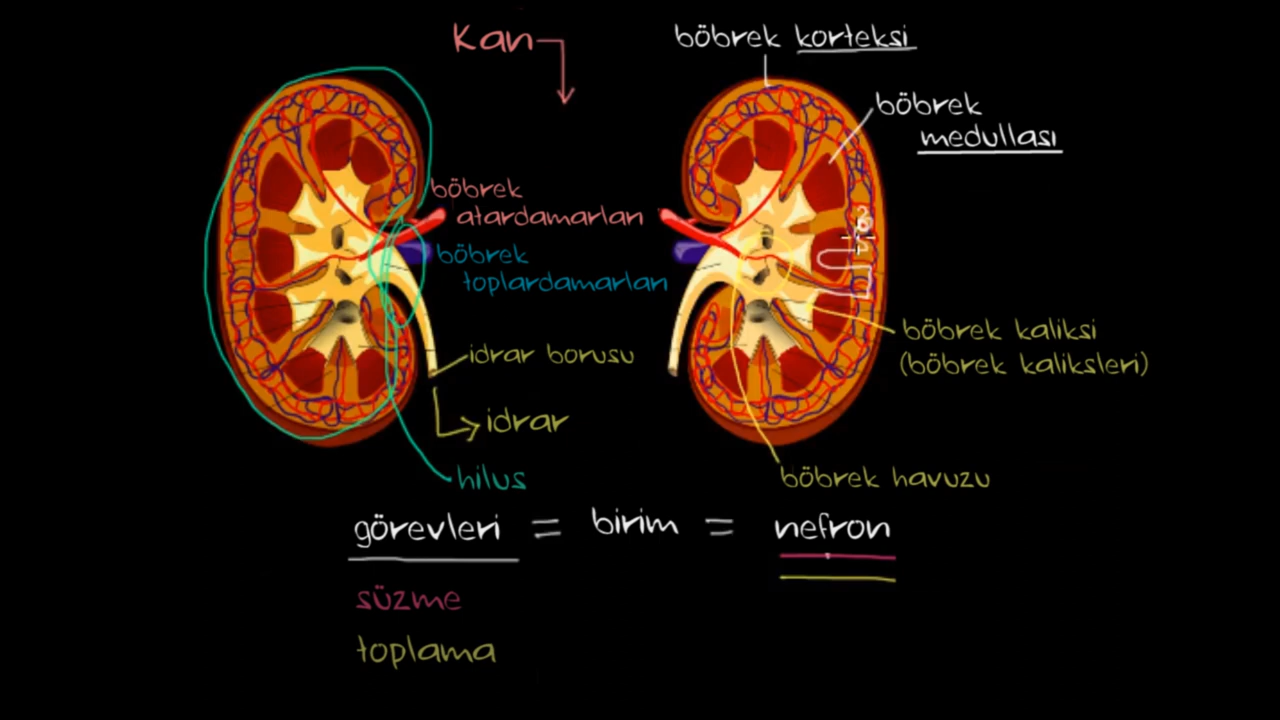 Kan
böbrek korteksi
böbrek
medullası
böbrek
atardamarları
böbrek
toplardamarları
idrar borusu
idrar
hilus
böbrek kaliksi
(böbrek kaliksleri)
böbrek havuzu
görevleri = birim = nefron
süzme
toplama